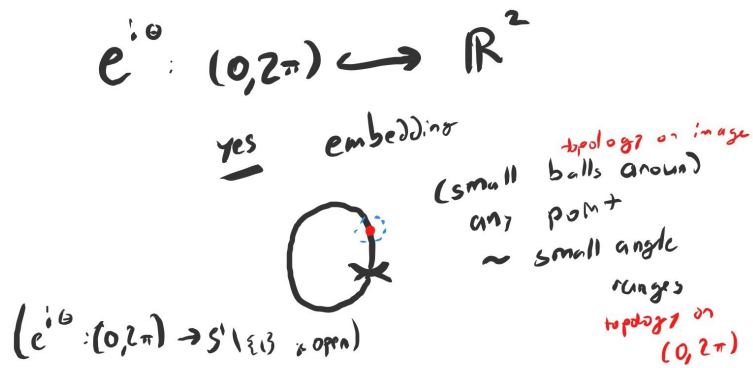 e^{iθ}: (0,2π) ↪ ℝ²
yes embedding
topology on image
(small balls around)
any point
~ small angle
ranges
topology on
(0,2π)
(e^{iθ}:(0,2π)→S¹\{1} is open)